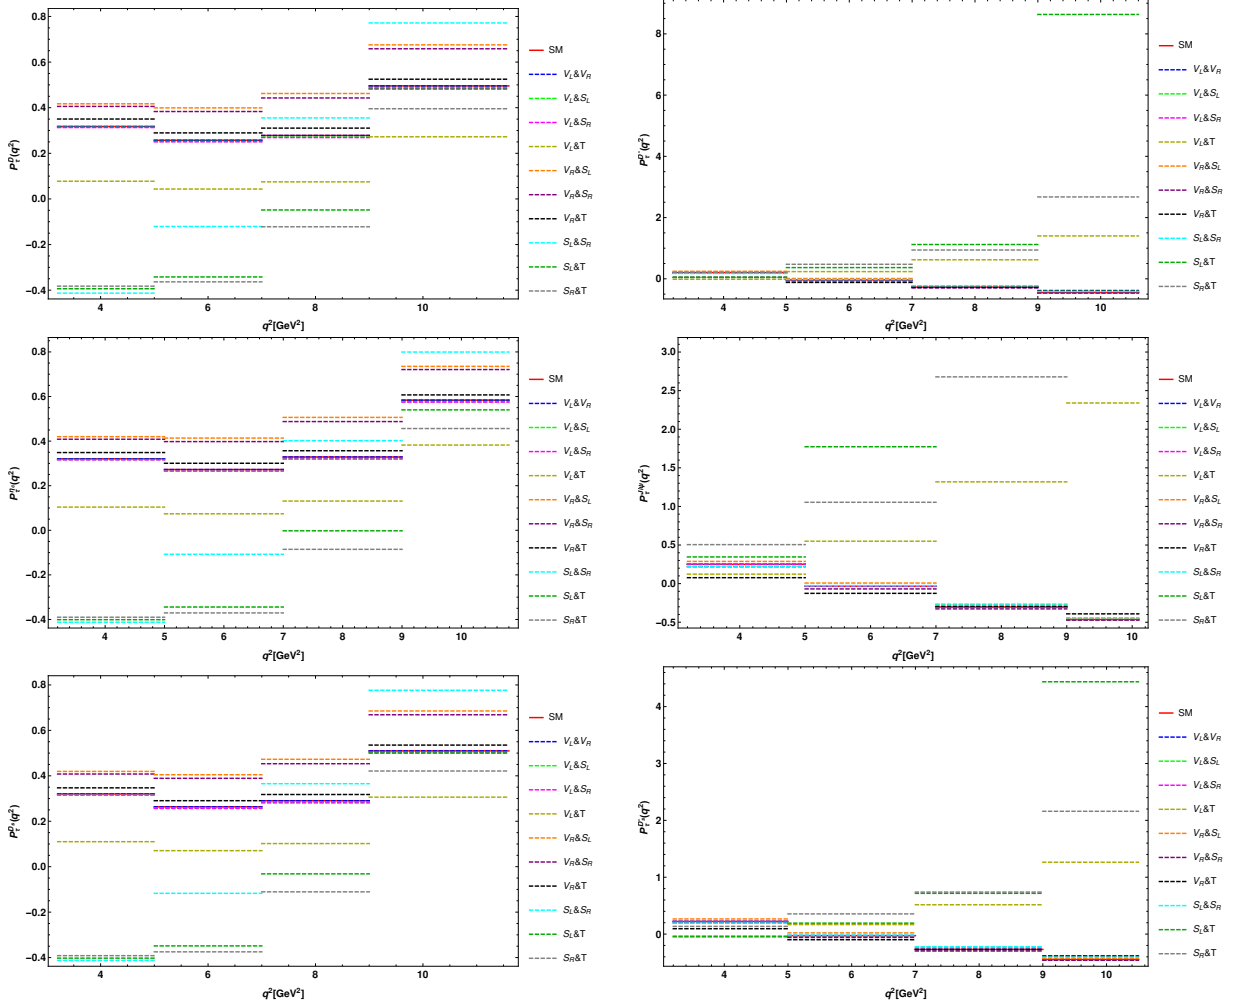 0.8
0.6
0.4
0.2
0.0
−0.2
−0.4
4
6
8
10
q²[GeV²]
P_τ^D(q²)
SM
V_L&V_R
V_L&S_L
V_L&S_R
V_L&T
V_R&S_L
V_R&S_R
V_R&T
S_L&S_R
S_L&T
S_R&T
8
6
4
2
0
4
5
6
7
8
9
10
q²[GeV²]
P_τ^{D*}(q²)
SM
V_L&V_R
V_L&S_L
V_L&S_R
V_L&T
V_R&S_L
V_R&S_R
V_R&T
S_L&S_R
S_L&T
S_R&T
0.8
0.6
0.4
0.2
0.0
−0.2
−0.4
4
5
6
7
8
9
10
q²[GeV²]
P_τ^{η_c}(q²)
SM
V_L&V_R
V_L&S_L
V_L&S_R
V_L&T
V_R&S_L
V_R&S_R
V_R&T
S_L&S_R
S_L&T
S_R&T
3.0
2.5
2.0
1.5
1.0
0.5
0.0
−0.5
4
5
6
7
8
9
10
q²[GeV²]
P_τ^{J/ψ}(q²)
SM
V_L&V_R
V_L&S_L
V_L&S_R
V_L&T
V_R&S_L
V_R&S_R
V_R&T
S_L&S_R
S_L&T
S_R&T
0.8
0.6
0.4
0.2
0.0
−0.2
−0.4
4
6
8
10
q²[GeV²]
P_τ^{D_s}(q²)
SM
V_L&V_R
V_L&S_L
V_L&S_R
V_L&T
V_R&S_L
V_R&S_R
V_R&T
S_L&S_R
S_L&T
S_R&T
4
3
2
1
0
4
5
6
7
8
9
10
q²[GeV²]
P_τ^{D_s^*}(q²)
SM
V_L&V_R
V_L&S_L
V_L&S_R
V_L&T
V_R&S_L
V_R&S_R
V_R&T
S_L&S_R
S_L&T
S_R&T